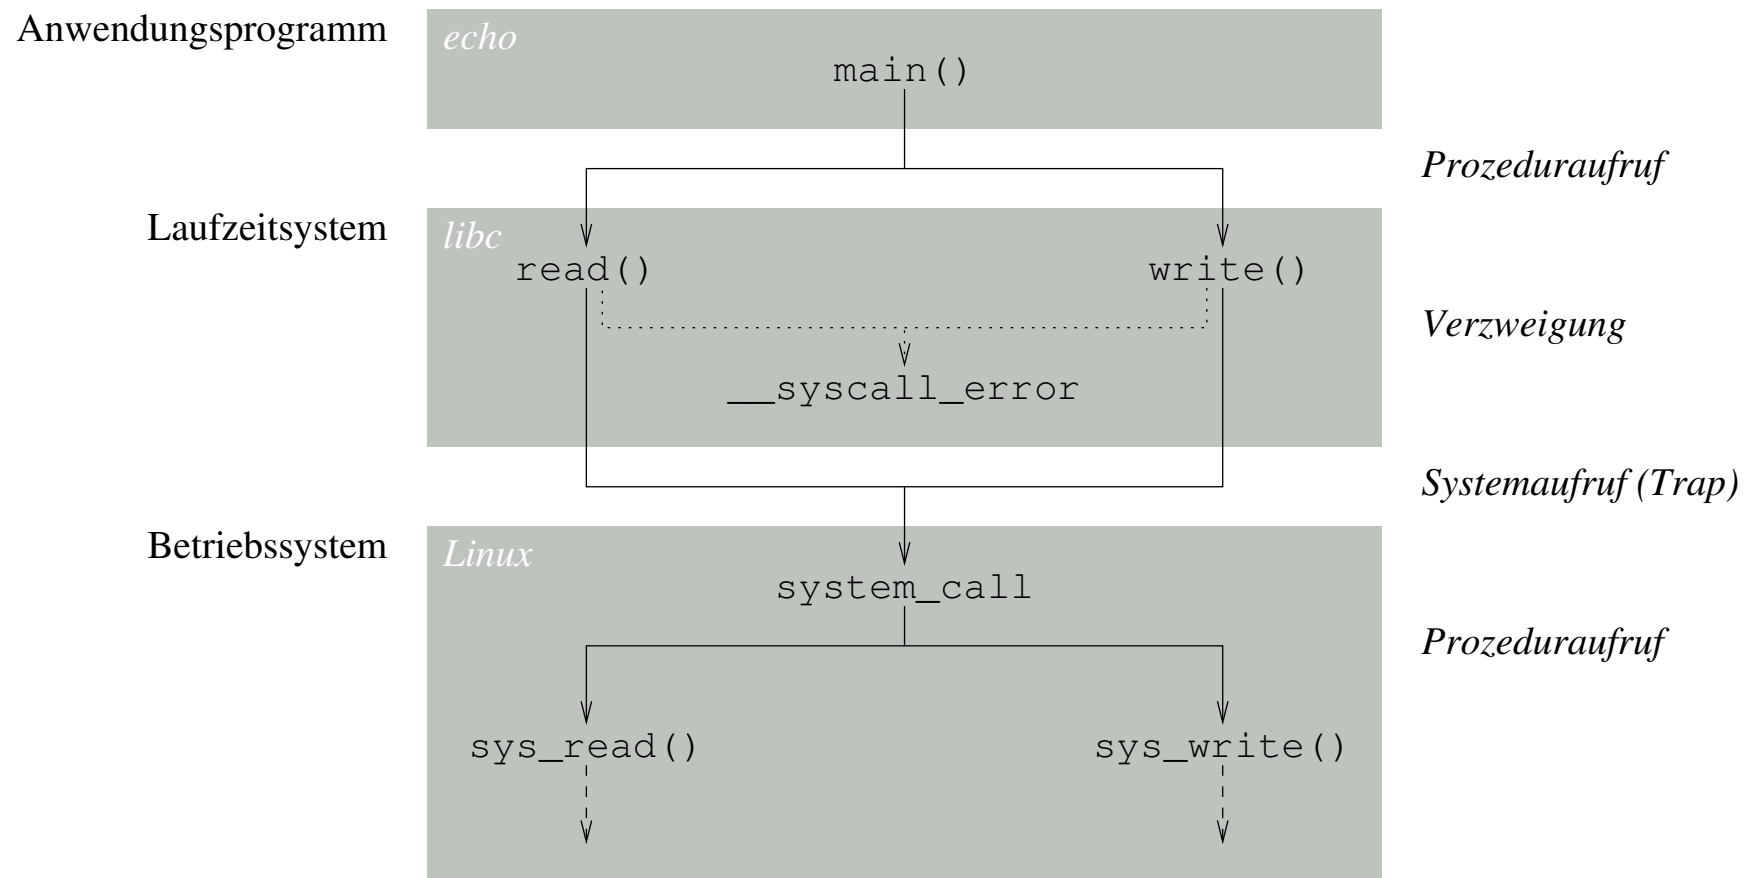 Anwendungsprogramm
echo
main()
Prozeduraufruf
Laufzeitsystem
libc
read()
write()
Verzweigung
__syscall_error
Systemaufruf (Trap)
Betriebssystem
Linux
system_call
Prozeduraufruf
sys_read()
sys_write()